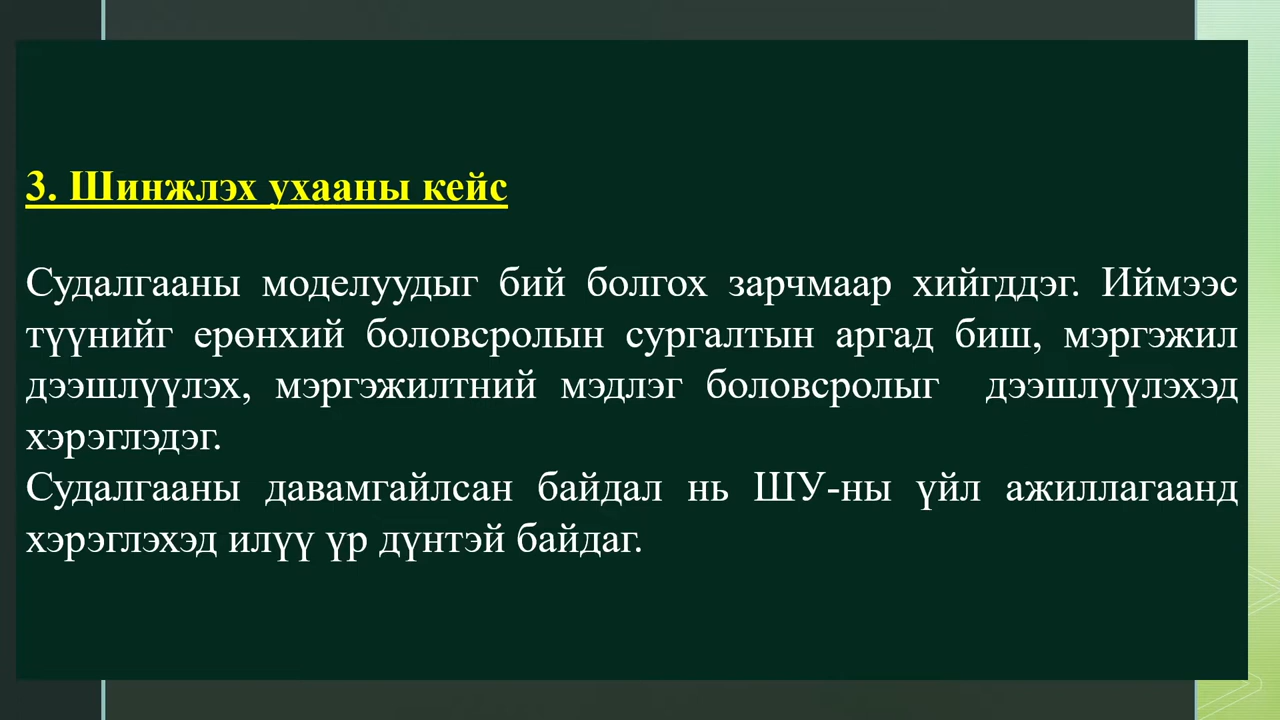 3. Шинжлэх ухааны кейс
Судалгааны моделуудыг бий болгох зарчмаар хийгддэг. Иймээс
түүнийг ерөнхий боловсролын сургалтын аргад биш, мэргэжил
дээшлүүлэх, мэргэжилтний мэдлэг боловсролыг дээшлүүлэхэд
хэрэглэдэг.
Судалгааны давамгайлсан байдал нь ШУ-ны үйл ажиллагаанд
хэрэглэхэд илүү үр дүнтэй байдаг.